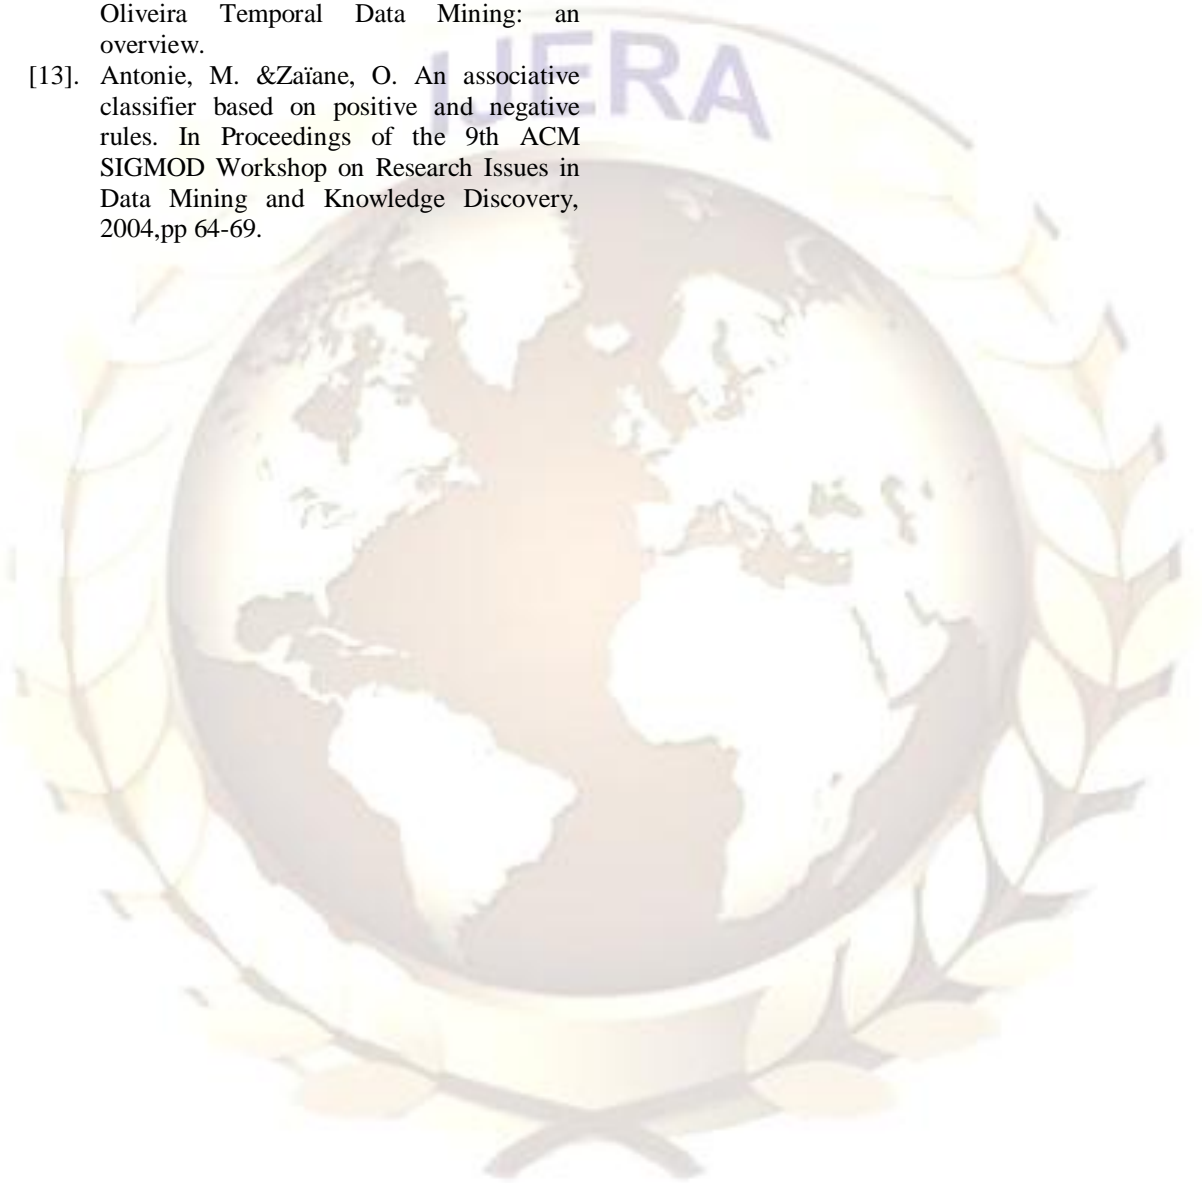 IJERA
Oliveira Temporal Data Mining: an
overview.
[13]. Antonie, M. &Zaïane, O. An associative
classifier based on positive and negative
rules. In Proceedings of the 9th ACM
SIGMOD Workshop on Research Issues in
Data Mining and Knowledge Discovery,
2004,pp 64-69.